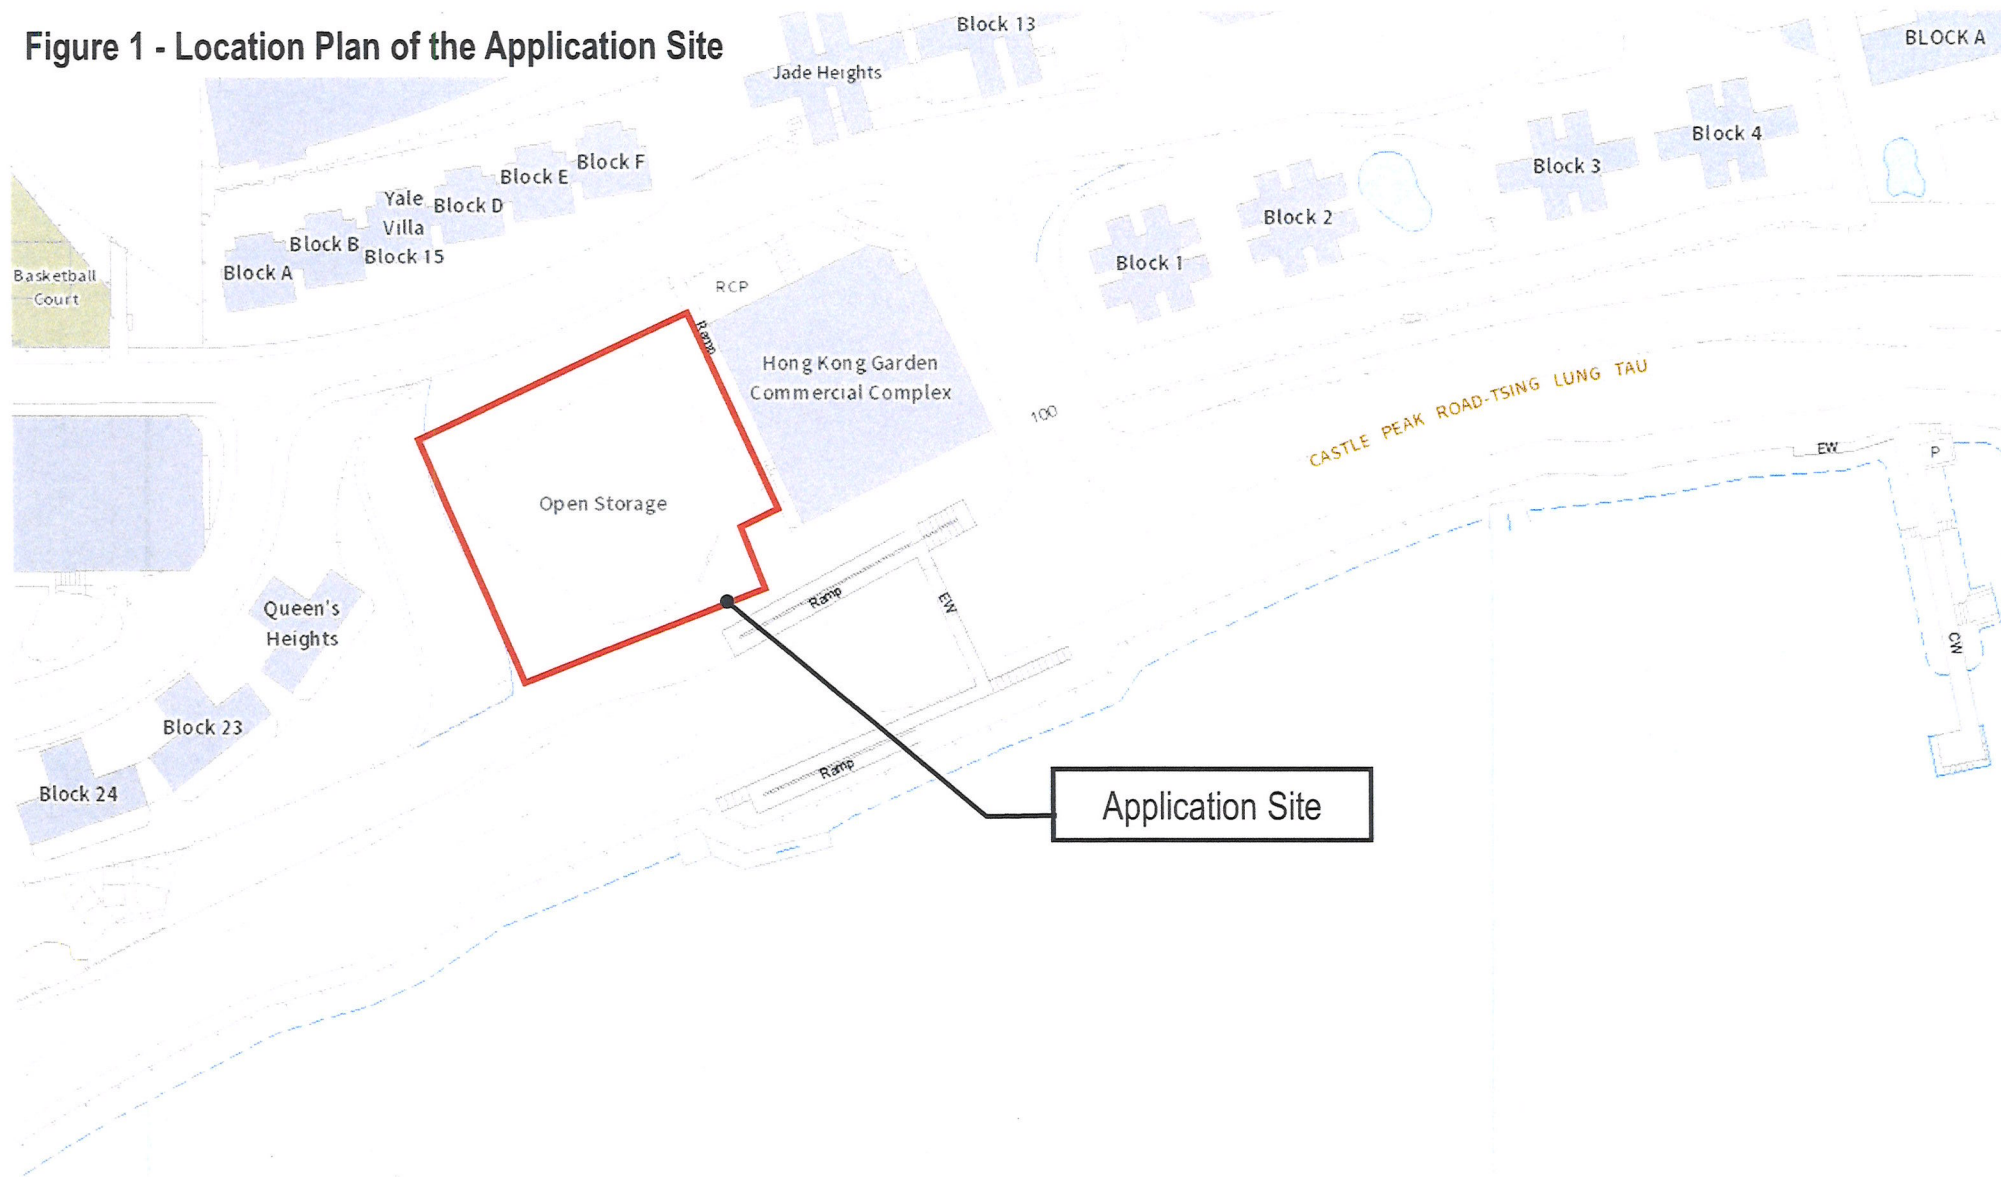 Figure 1 - Location Plan of the Application Site
Block 13
BLOCK A
Jade Heights
Block 4
Block 3
Block F
Block E
Block D
Yale
Villa
Block 15
Block B
Block A
Block 2
Block 1
Basketball
Court
RCP
Ramp
Hong Kong Garden
Commercial Complex
100
CASTLE PEAK ROAD-TSING LUNG TAU
EW
P
Open Storage
Ramp
EW
CW
Queen's
Heights
Block 23
Block 24
Ramp
Application Site